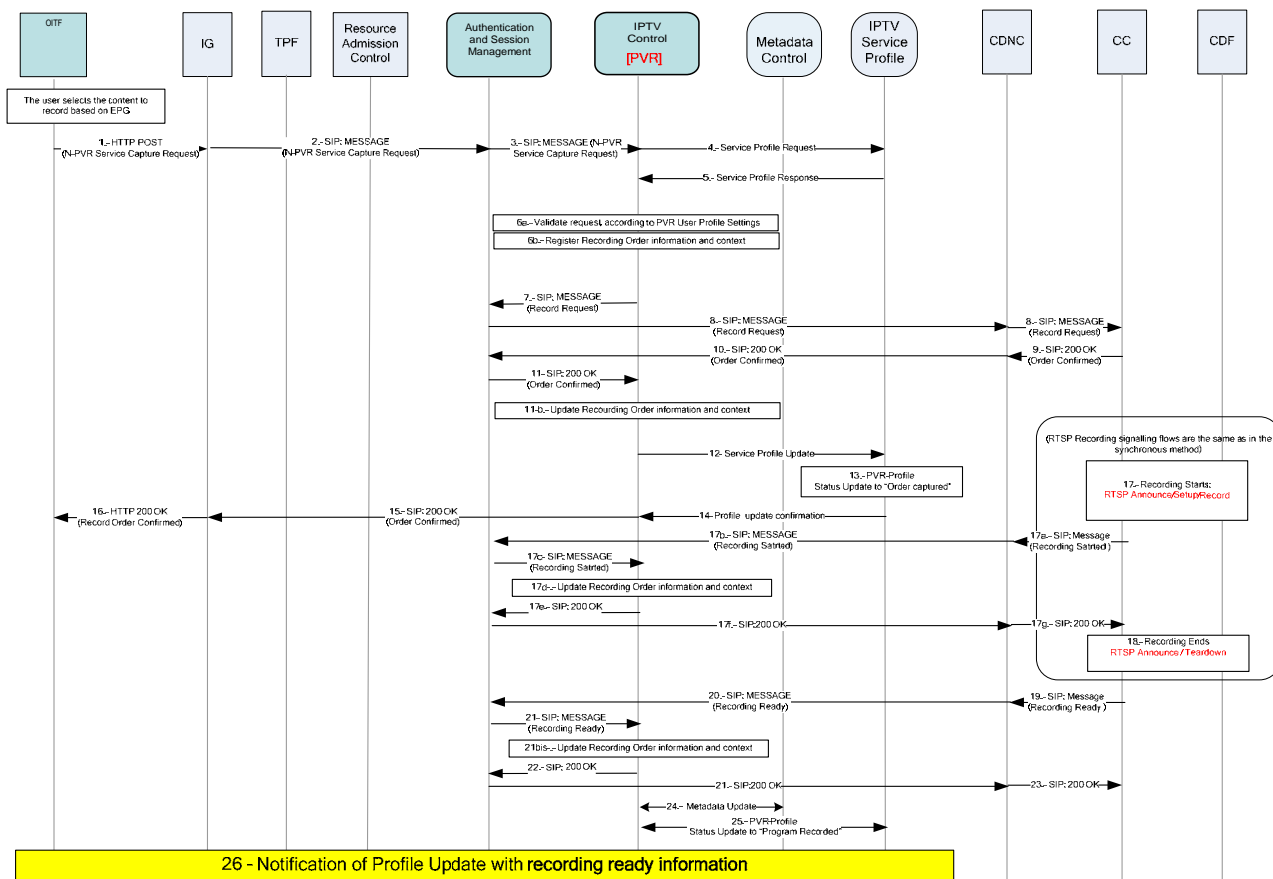 OITF
IG
TPF
Resource
Admission
Control
Authentication
and Session
Management
IPTV
Control
[PVR]
Metadata
Control
IPTV
Service
Profile
CDNC
CC
CDF
The user selects the content to
record based on EPG
1.- HTTP POST
(N-PVR Service Capture Request)
2.- SIP: MESSAGE
(N-PVR Service Capture Request)
3.- SIP: MESSAGE (N-PVR
Service Capture Request)
4.- Service Profile Request
5.- Service Profile Response
6a.- Validate request, according to PVR User Profile Settings
6b.- Register Recording Order information and context
7.- SIP: MESSAGE
(Record Request)
8.- SIP: MESSAGE
(Record Request)
8.- SIP: MESSAGE
(Record Request)
10.- SIP: 200 OK
(Order Confirmed)
9.- SIP: 200 OK
(Order Confirmed)
11- SIP: 200 OK
(Order Confirmed)
11-b.- Update Recourding Order information and context
(RTSP Recording signalling flows are the same as in the
synchronous method)
12- Service Profile Update
13.- PVR-Profile
Status Update to "Order captured"
17.- Recording Starts:
RTSP Announce/Setup/Record
16.- HTTP 200 OK
(Record Order Confirmed)
15.- SIP: 200 OK
(Order Confirmed)
14- Profile update confirmation
17b.- SIP: MESSAGE
(Recording Satrted)
17a.- SIP: Message
(Recording Satrted )
17c- SIP: MESSAGE
(Recording Satrted)
17d-.- Update Recording Order information and context
17e.- SIP: 200 OK
17f.- SIP:200 OK
17g.- SIP: 200 OK
18.- Recording Ends
RTSP Announce / Teardown
20.- SIP: MESSAGE
(Recording Ready)
19.- SIP: Message
(Recording Ready )
21- SIP: MESSAGE
(Recording Ready)
21bis-.- Update Recording Order information and context
22.- SIP: 200 OK
21.- SIP:200 OK
23.- SIP: 200 OK
24.- Metadata Update
25.- PVR-Profile
Status Update to "Program Recorded"
26 - Notification of Profile Update with recording ready information